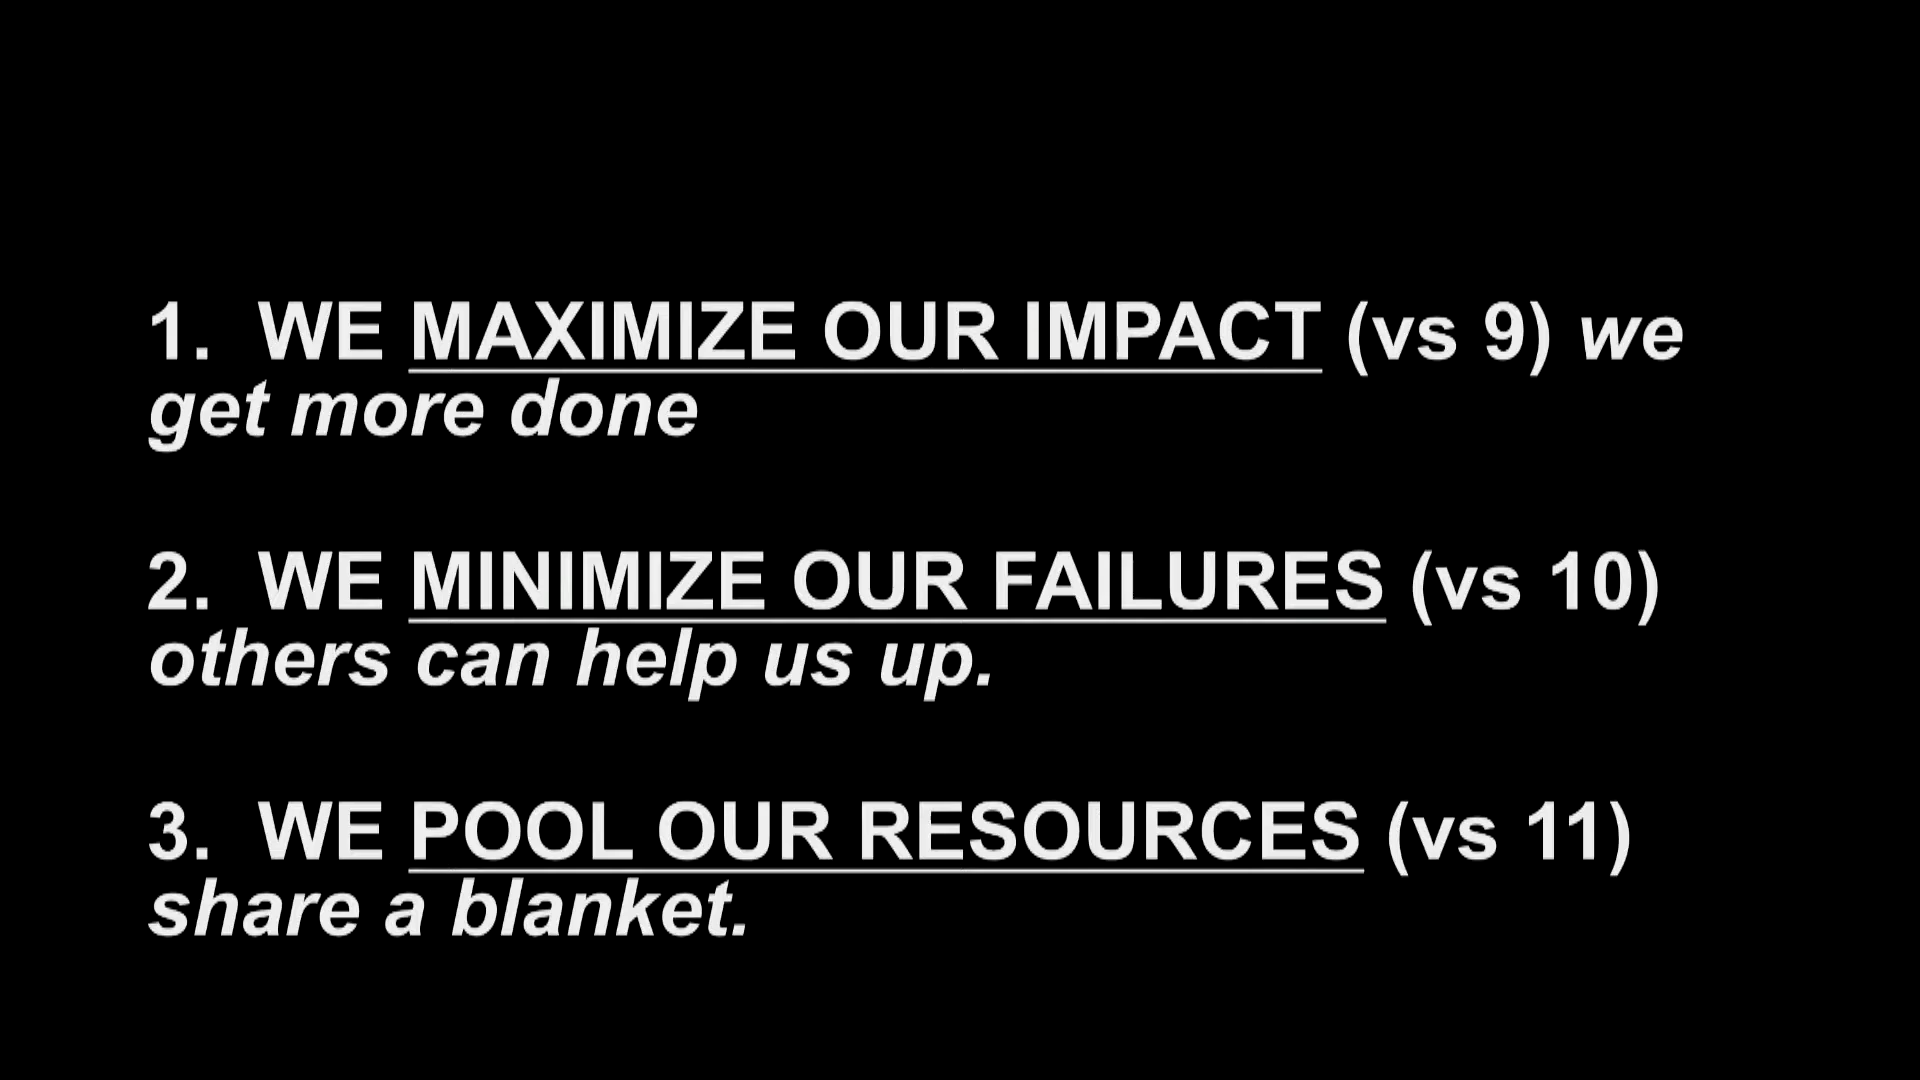 1. WE MAXIMIZE OUR IMPACT (vs 9) we
get more done
2. WE MINIMIZE OUR FAILURES (vs 10)
others can help us up.
3. WE POOL OUR RESOURCES (vs 11)
share a blanket.